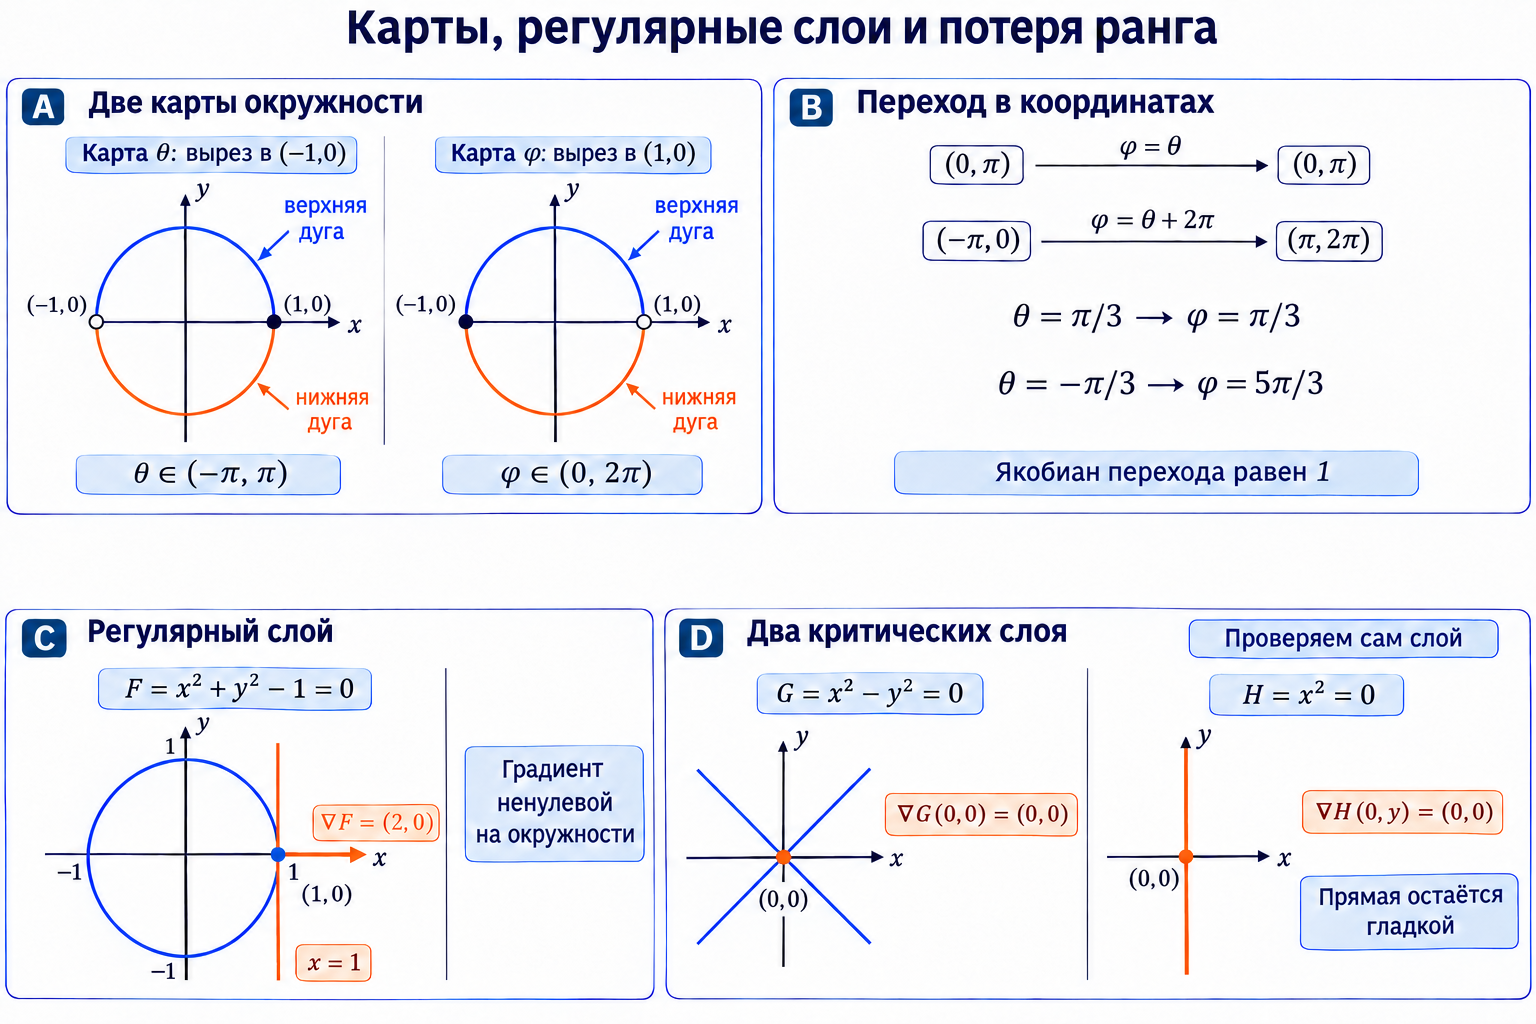 Карты, регулярные слои и потеря ранга
A Две карты окружности
Карта θ: вырез в (−1,0)
y
верхняя
дуга
(−1,0)
(1,0)
x
нижняя
дуга
θ ∈ (−π, π)
Карта φ: вырез в (1,0)
y
верхняя
дуга
(−1,0)
(1,0)
x
нижняя
дуга
φ ∈ (0, 2π)
B Переход в координатах
(0, π) φ = θ (0, π)
(−π, 0) φ = θ + 2π (π, 2π)
θ = π/3 → φ = π/3
θ = −π/3 → φ = 5π/3
Якобиан перехода равен 1
C Регулярный слой
F = x² + y² − 1 = 0
y
1
∇F = (2,0)
x
−1
1
(1,0)
x = 1
−1
Градиент
ненулевой
на окружности
D Два критических слоя
G = x² − y² = 0
y
∇G(0,0) = (0,0)
x
(0,0)
Проверяем сам слой
H = x² = 0
y
∇H(0,y) = (0,0)
x
(0,0)
Прямая остаётся
гладкой